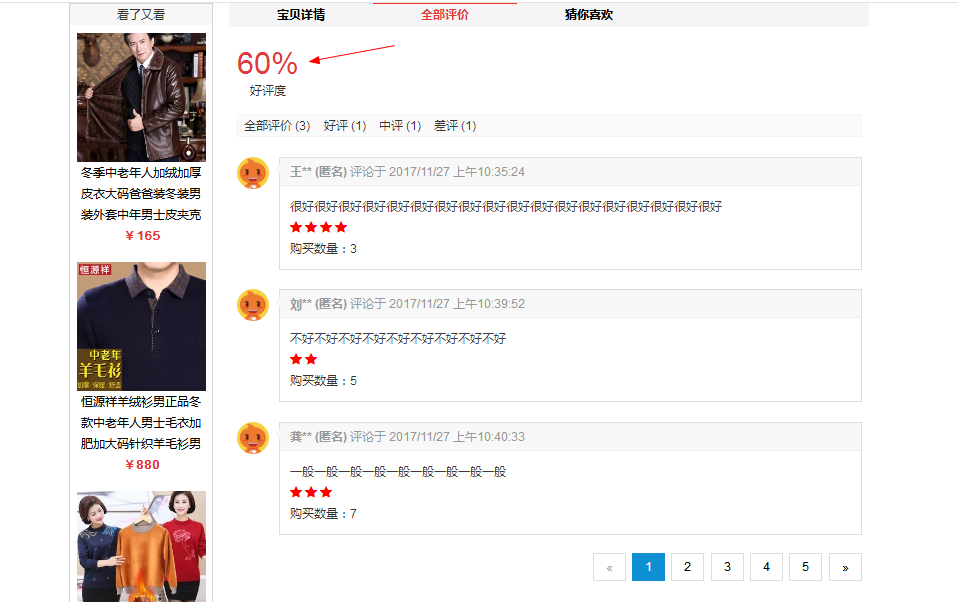 看了又看
冬季中老年人加绒加厚
皮衣大码爸爸装冬装男
装外套中年男士皮夹克
￥165
恒源祥
中老年
羊毛衫
加厚/保暖/舒适
恒源祥羊绒衫男正品冬
款中老年人男士毛衣加
肥加大码针织羊毛衫男
￥880
宝贝详情 全部评价 猜你喜欢
60%
好评度
全部评价 (3) 好评 (1) 中评 (1) 差评 (1)
王** (匿名) 评论于 2017/11/27 上午10:35:24
很好很好很好很好很好很好很好很好很好很好很好很好很好很好很好很好很好很好
★★★★
购买数量：3
刘** (匿名) 评论于 2017/11/27 上午10:39:52
不好不好不好不好不好不好不好不好不好
★★
购买数量：5
龚** (匿名) 评论于 2017/11/27 上午10:40:33
一般一般一般一般一般一般一般一般一般
★★★
购买数量：7
« 1 2 3 4 5 »